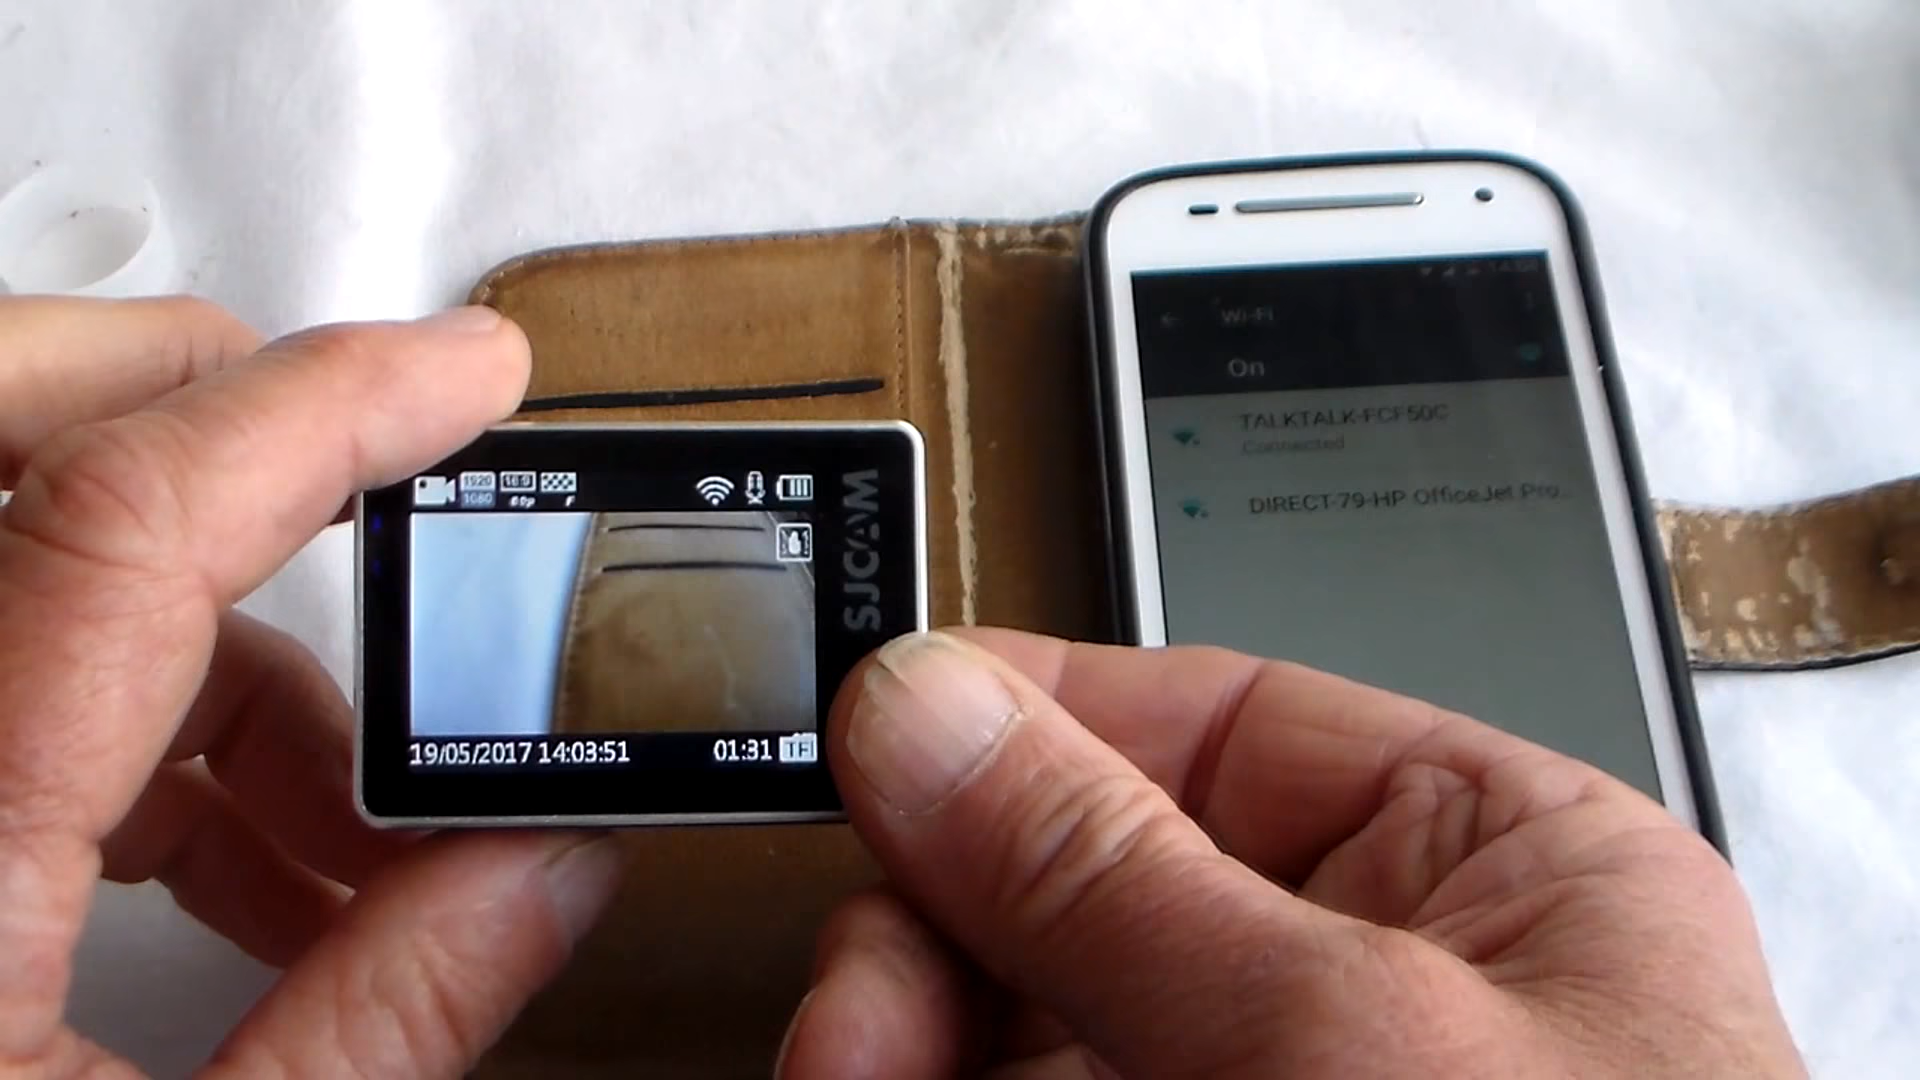 1920
1080
16:9
60p
F
SJCAM
19/05/2017 14:03:51
01:31 TF
Wi-Fi
On
TALKTALK-FCF50C
Connected
DIRECT-79-HP OfficeJet Pro...